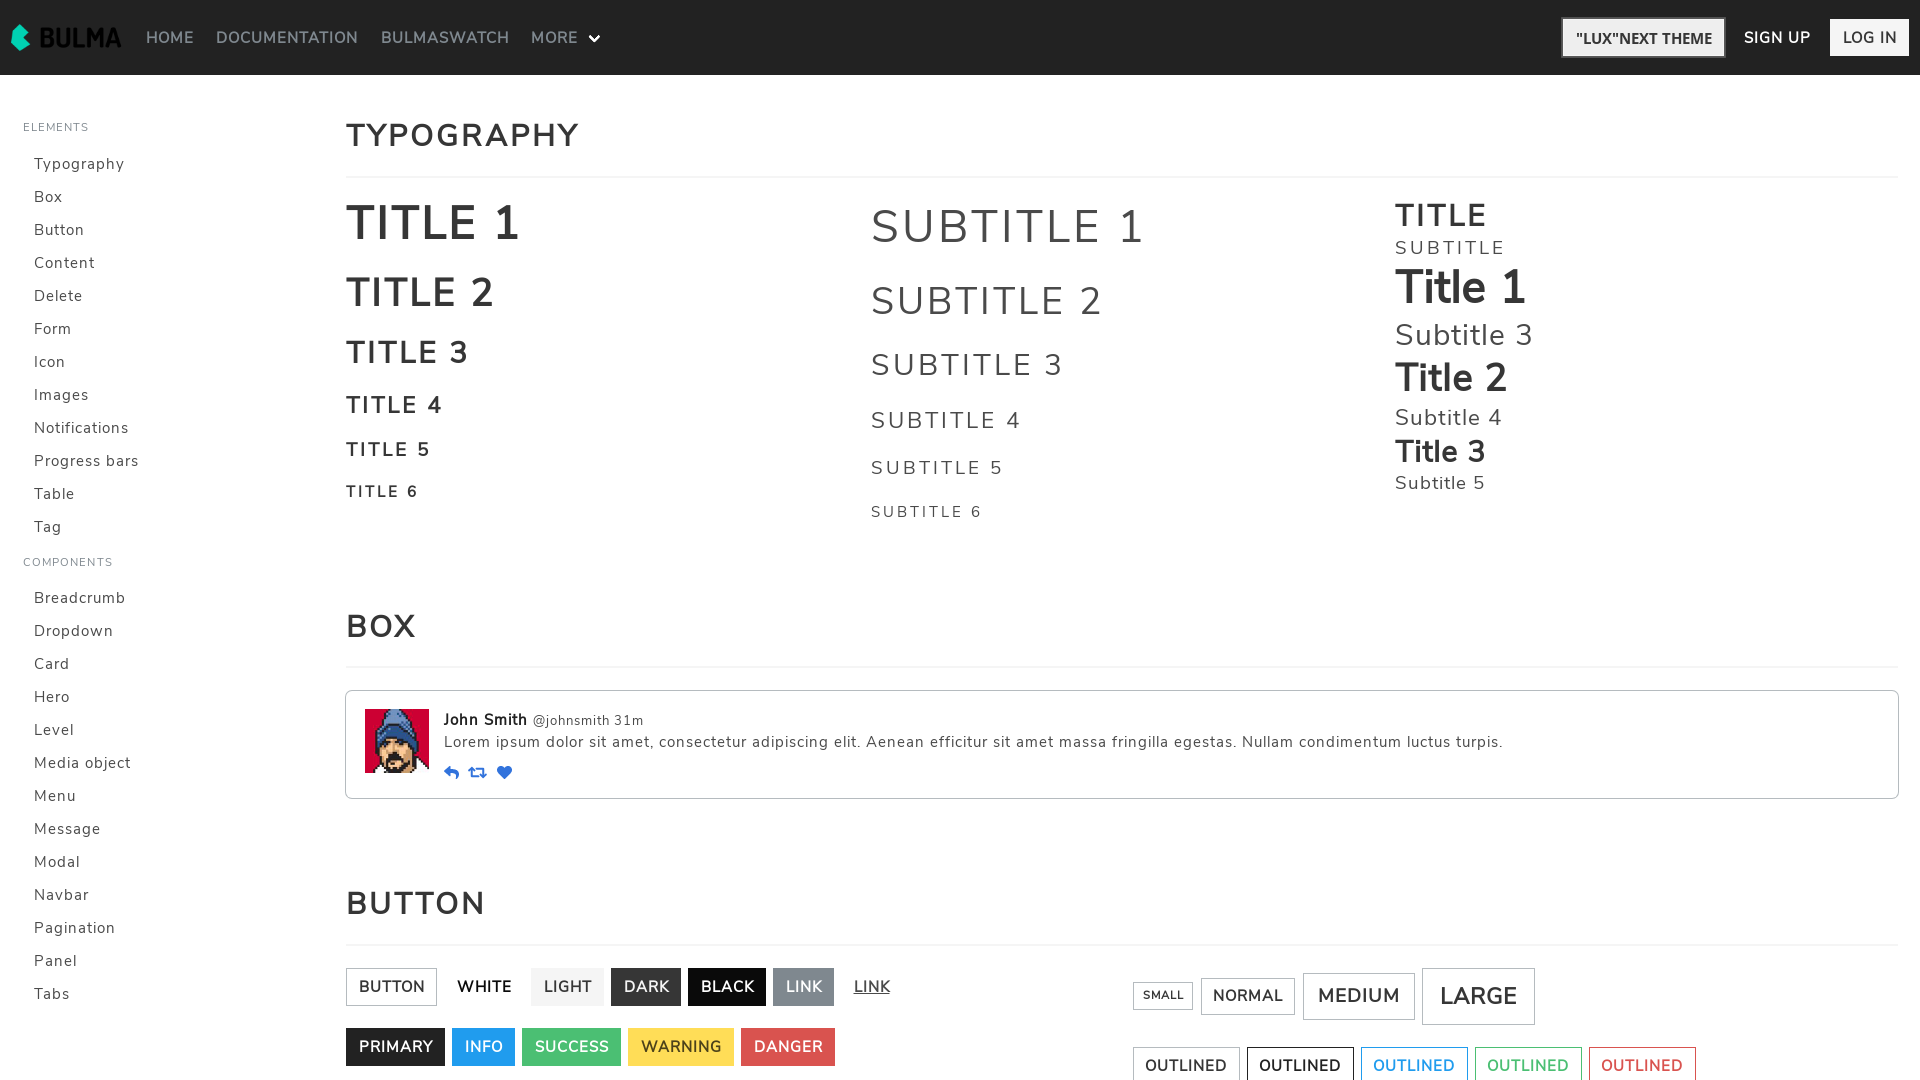 BULMA HOME DOCUMENTATION BULMASWATCH MORE "LUX"NEXT THEME SIGN UP LOG IN
ELEMENTS
Typography
Box
Button
Content
Delete
Form
Icon
Images
Notifications
Progress bars
Table
Tag
COMPONENTS
Breadcrumb
Dropdown
Card
Hero
Level
Media object
Menu
Message
Modal
Navbar
Pagination
Panel
Tabs
TYPOGRAPHY
TITLE 1
TITLE 2
TITLE 3
TITLE 4
TITLE 5
TITLE 6
SUBTITLE 1
SUBTITLE 2
SUBTITLE 3
SUBTITLE 4
SUBTITLE 5
SUBTITLE 6
TITLE
SUBTITLE
Title 1
Subtitle 3
Title 2
Subtitle 4
Title 3
Subtitle 5
BOX
John Smith @johnsmith 31m
Lorem ipsum dolor sit amet, consectetur adipiscing elit. Aenean efficitur sit amet massa fringilla egestas. Nullam condimentum luctus turpis.
BUTTON
BUTTON WHITE LIGHT DARK BLACK LINK LINK
PRIMARY INFO SUCCESS WARNING DANGER
SMALL NORMAL MEDIUM LARGE
OUTLINED OUTLINED OUTLINED OUTLINED OUTLINED